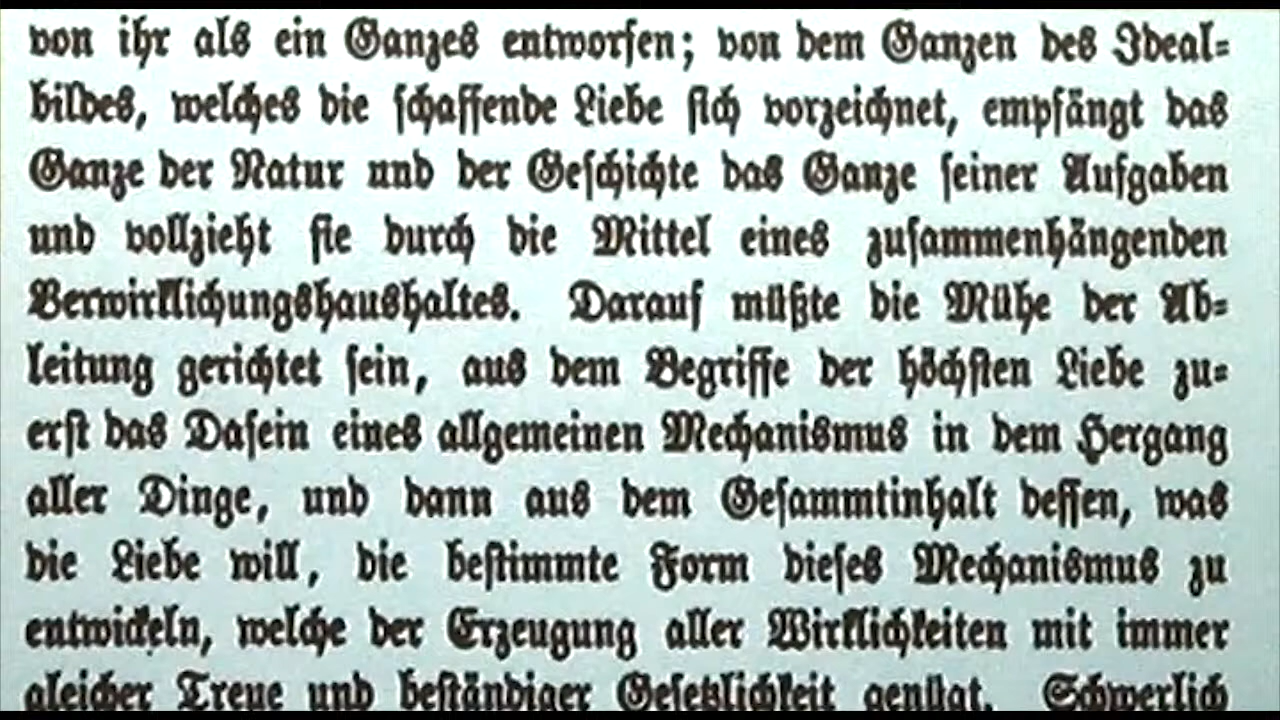 von ihr als ein Ganzes entworfen; von dem Ganzen des Ideal-
bildes, welches die schaffende Liebe sich vorzeichnet, empfängt das
Ganze der Natur und der Geschichte das Ganze seiner Aufgaben
und vollzieht sie durch die Mittel eines zusammenhängenden
Verwirklichungshaushaltes. Darauf müßte die Mühe der Ab-
leitung gerichtet sein, aus dem Begriffe der höchsten Liebe zu-
erst das Dasein eines allgemeinen Mechanismus in dem Hergang
aller Dinge, und dann aus dem Gesammtinhalt dessen, was
die Liebe will, die bestimmte Form dieses Mechanismus zu
entwickeln, welche der Erzeugung aller Wirklichkeiten mit immer
gleicher Treue und beständiger Gesetzlichkeit genügt. Schwerlich